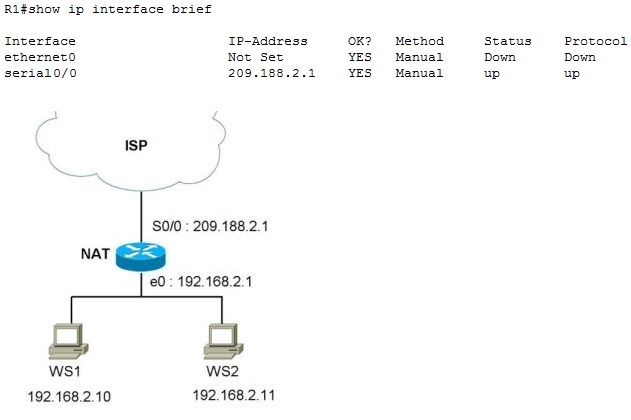 R1#show ip interface brief
Interface IP-Address OK? Method Status Protocol
ethernet0 Not Set YES Manual Down Down
serial0/0 209.188.2.1 YES Manual up up
ISP
S0/0 : 209.188.2.1
NAT
e0 : 192.168.2.1
WS1 WS2
192.168.2.10 192.168.2.11